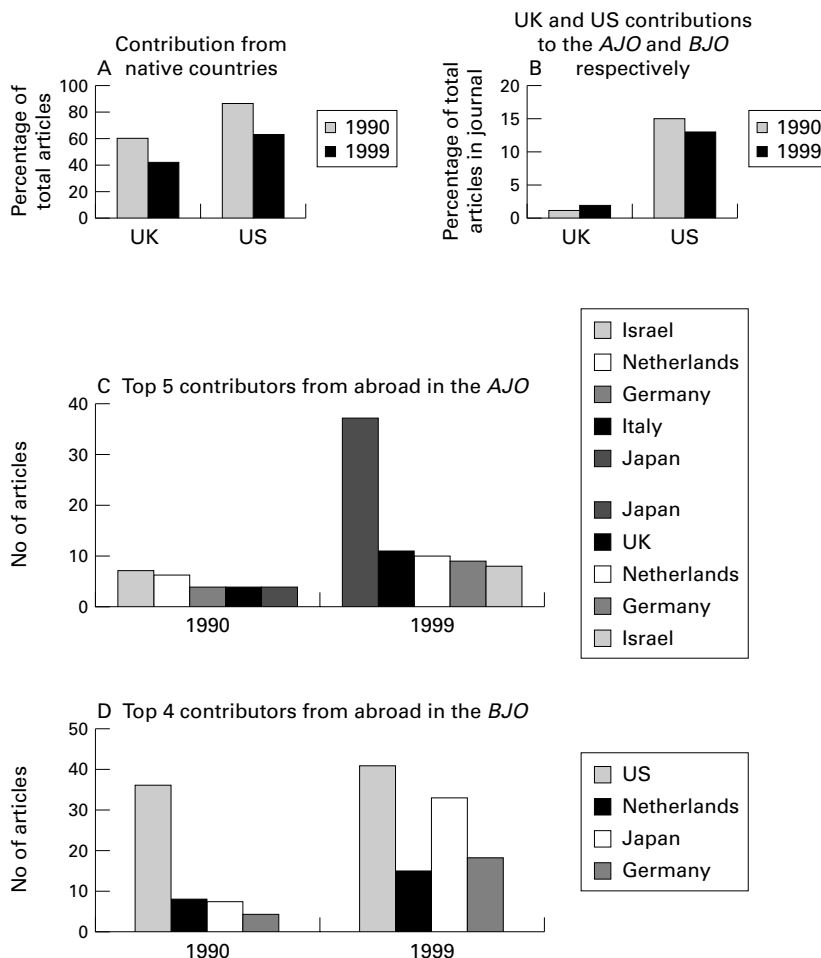 A
Contribution from
native countries
Percentage of
total articles
100
80
60
40
20
0
UK
US
1990
1999
UK and US contributions
to the AJO and BJO
respectively
B
Percentage of total
articles in journal
20
15
10
5
0
UK
US
1990
1999
C Top 5 contributors from abroad in the AJO
No of articles
40
30
20
10
0
1990
1999
Israel
Netherlands
Germany
Italy
Japan
Japan
UK
Netherlands
Germany
Israel
D Top 4 contributors from abroad in the BJO
No of articles
50
40
30
20
10
0
1990
1999
US
Netherlands
Japan
Germany